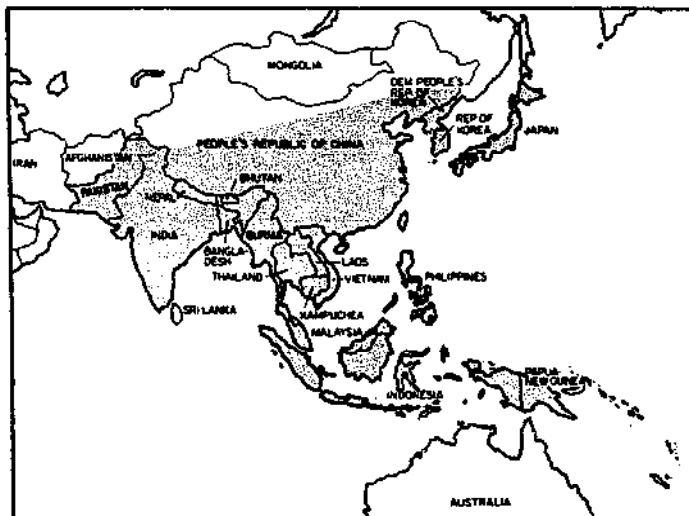 MONGOLIA
DEM PEOPLE'S
REP OF
KOREA
REP OF
KOREA
JAPAN
PEOPLE'S REPUBLIC OF CHINA
IRAN
AFGHANISTAN
PAKISTAN
NEPAL
BHUTAN
INDIA
BANGLA-
DESH
BURMA
LAOS
THAILAND
VIETNAM
PHILIPPINES
SRI LANKA
KAMPUCHEA
MALAYSIA
INDONESIA
PAPUA
NEW GUINEA
AUSTRALIA